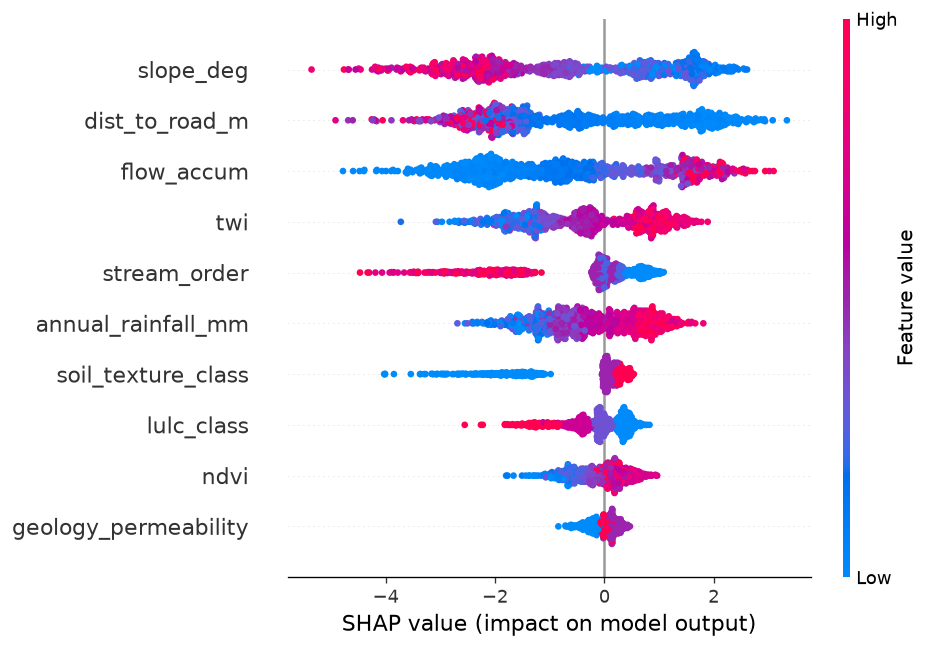 High
slope_deg
dist_to_road_m
flow_accum
twi
stream_order
annual_rainfall_mm
soil_texture_class
lulc_class
ndvi
geology_permeability
Feature value
Low
−4 −2 0 2
SHAP value (impact on model output)